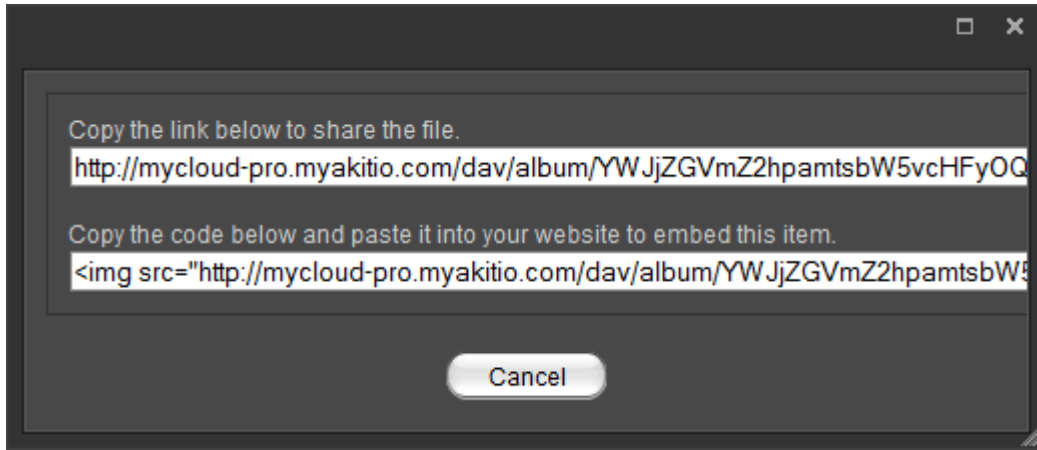 Copy the link below to share the file.
http://mycloud-pro.myakitio.com/dav/album/YWJjZGVmZ2hpamtsbW5vcHFyOQ
Copy the code below and paste it into your website to embed this item.
<img src="http://mycloud-pro.myakitio.com/dav/album/YWJjZGVmZ2hpamtsbW5
Cancel